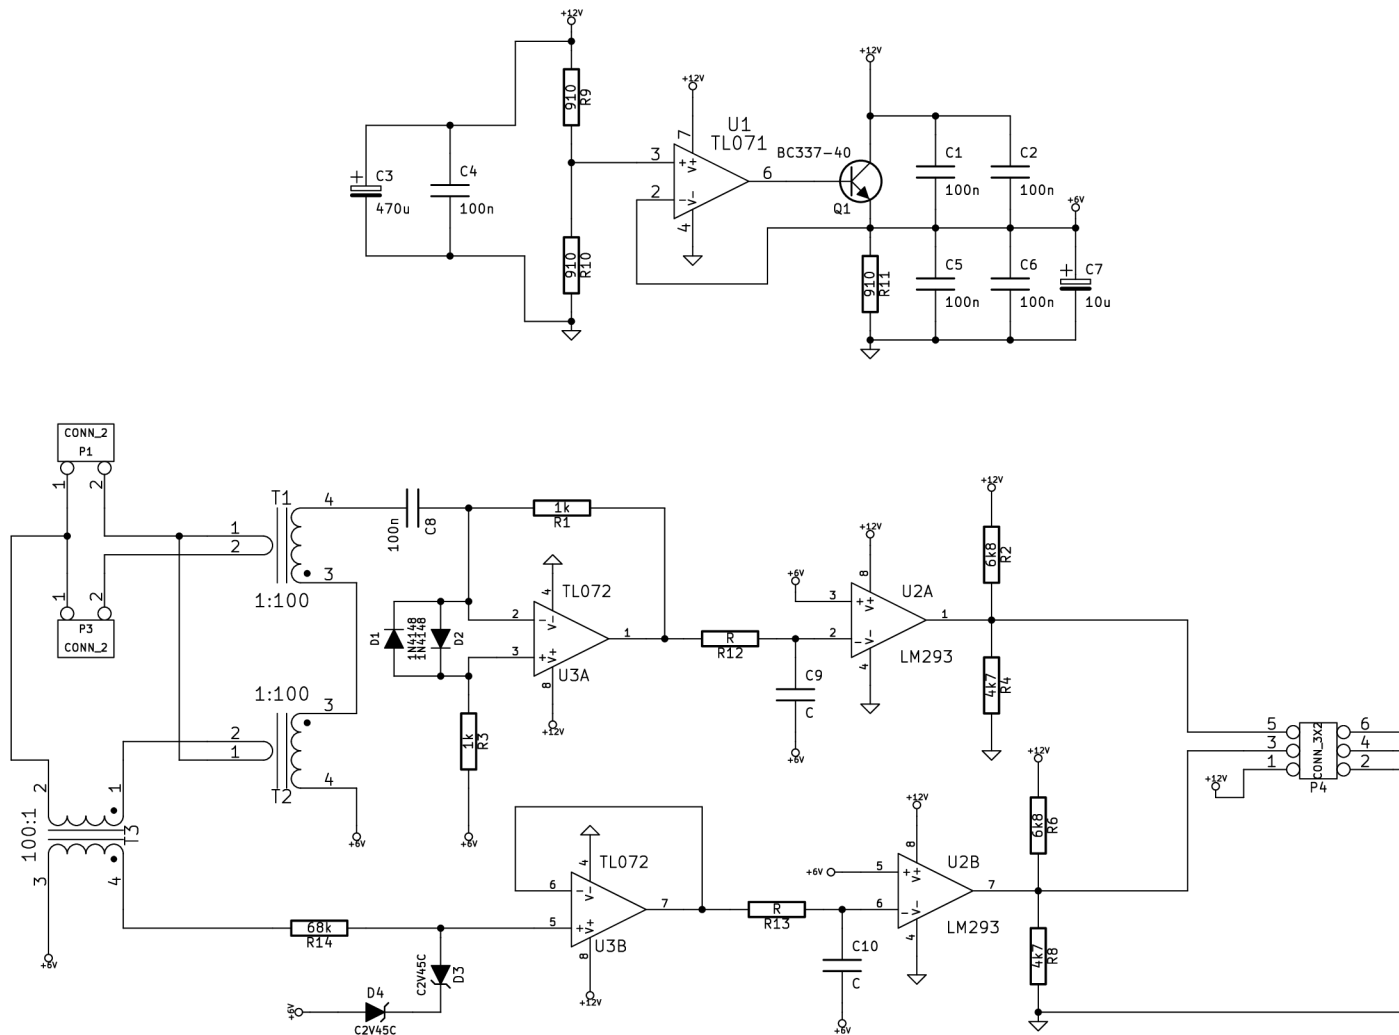 +12V
910
R9
C3
470u
C4
100n
910
R10
+12V
U1
TL071
3
2
7
4
6
V+
V-
+12V
BC337-40
Q1
C1
100n
C2
100n
+6V
910
R11
C5
100n
C6
100n
C7
10u
CONN_2
P1
1
2
1
2
P3
CONN_2
T1
1
2
4
3
1:100
1:100
2
1
3
4
T2
+6V
100n
C8
1k
R1
D1
1N4148
1N4148
D2
TL072
4
2
3
8
1
V-
V+
U3A
+12V
1k
R3
+6V
R
R12
C9
C
+6V
+6V
+12V
U2A
8
3
2
4
1
V+
V-
LM293
+12V
6k8
R2
4k7
R4
2
1
100:1
T3
3
4
+6V
68k
R14
C2V45C
D3
D4
C2V45C
+6V
TL072
4
6
5
8
7
V-
V+
U3B
+12V
R
R13
C10
C
+6V
+6V
+12V
U2B
8
5
6
4
7
V+
V-
LM293
+12V
6k8
R6
4k7
R8
+12V
5
3
1
CONN_3X2
6
4
2
P4